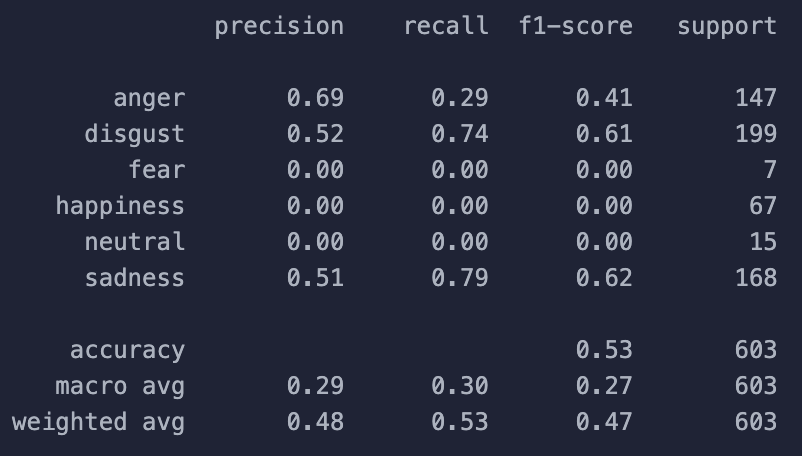 precision recall f1-score support
anger 0.69 0.29 0.41 147
disgust 0.52 0.74 0.61 199
fear 0.00 0.00 0.00 7
happiness 0.00 0.00 0.00 67
neutral 0.00 0.00 0.00 15
sadness 0.51 0.79 0.62 168
accuracy 0.53 603
macro avg 0.29 0.30 0.27 603
weighted avg 0.48 0.53 0.47 603